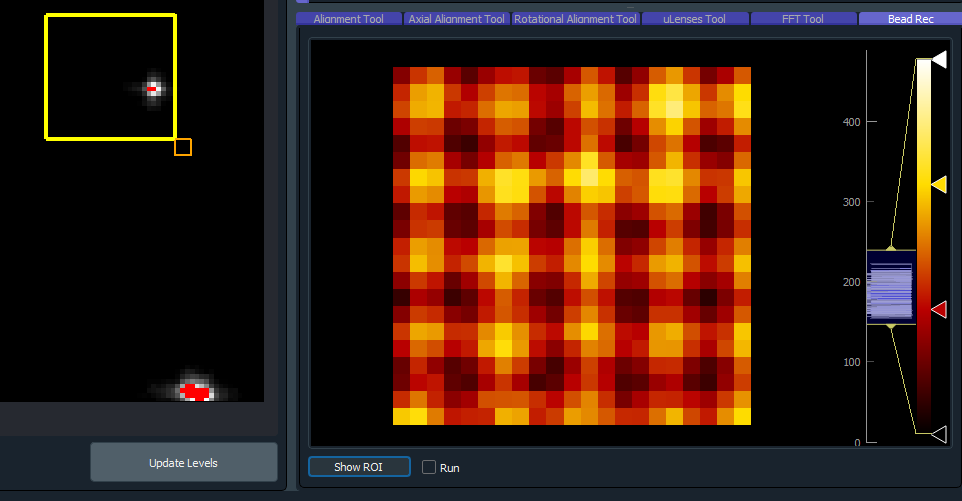 Alignment Tool Axial Alignment Tool Rotational Alignment Tool uLenses Tool FFT Tool Bead Rec
400
300
200
100
0
Update Levels
Show ROI Run